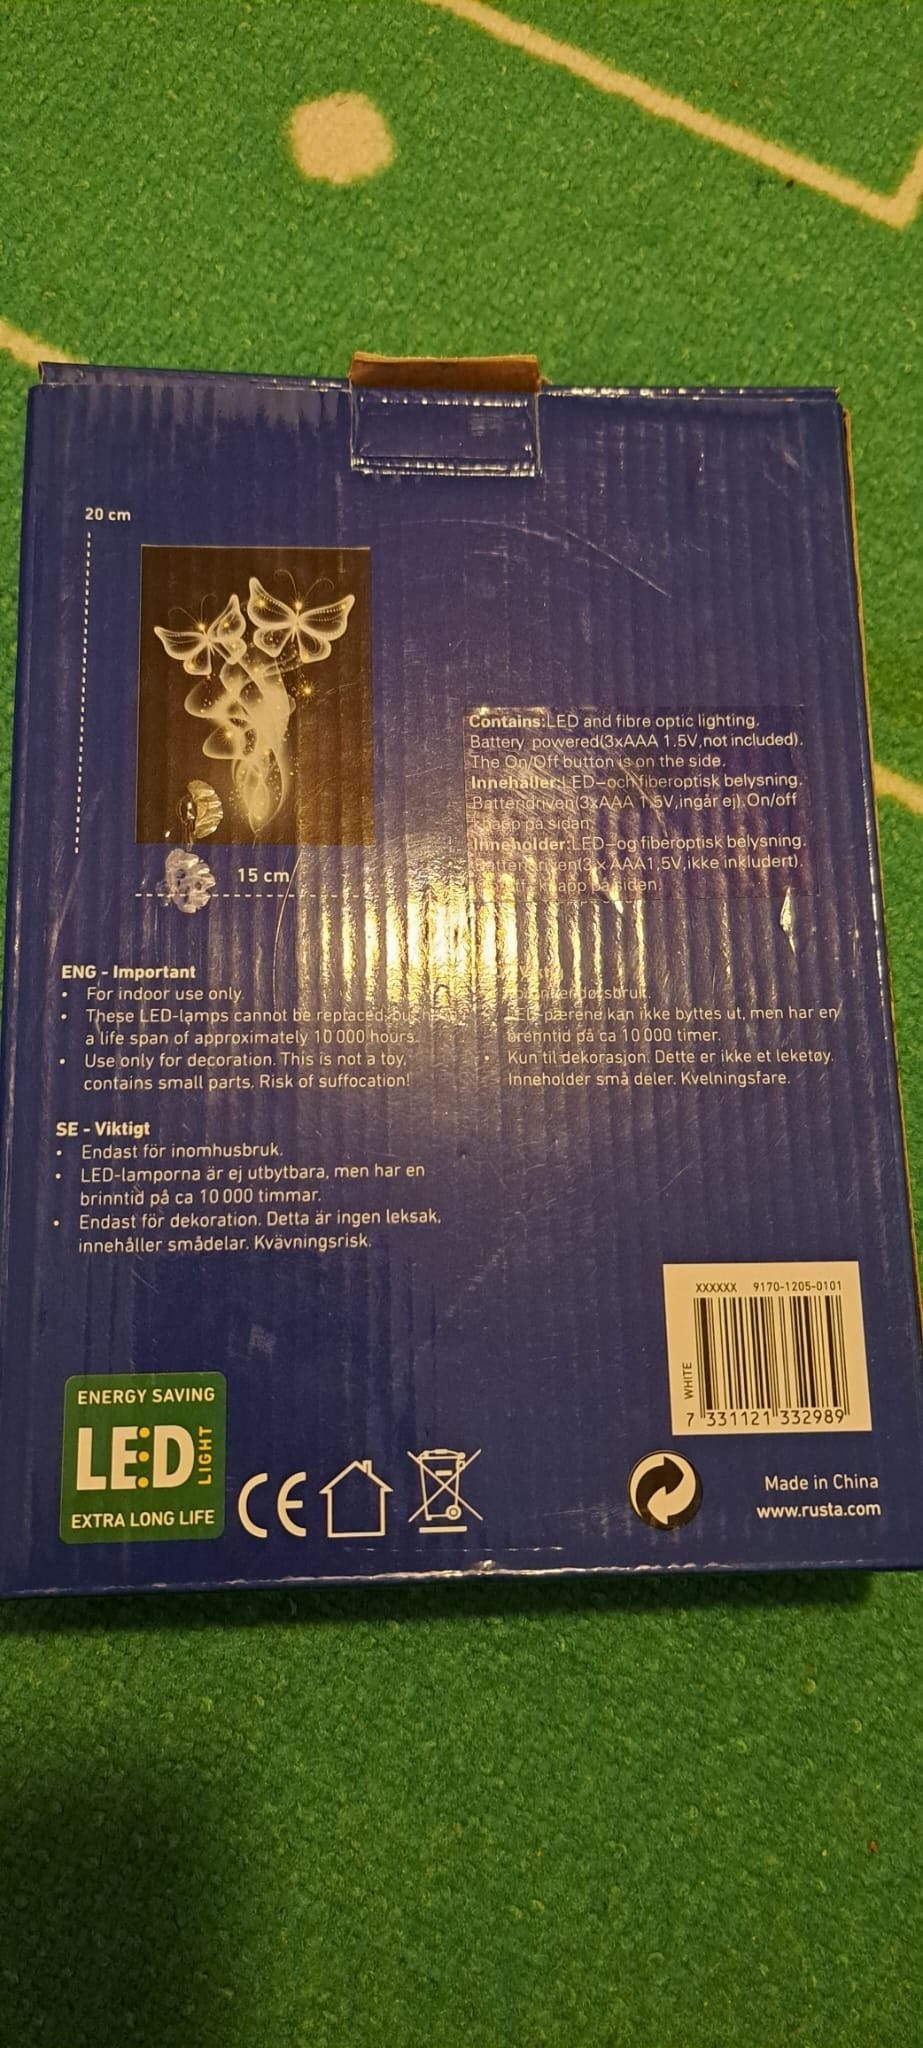 20 cm
15 cm
Contains:LED and fibre optic lighting.
Battery powered(3xAAA 1.5V,not included).
The On/Off button is on the side.
Innehåller:LED-och fiberoptisk belysning.
Batteridriven(3xAAA 1.5V,ingår ej).On/off
knapp på sidan.
Inneholder:LED-og fiberoptisk belysning.
(3xAAA1,5V,ikke inkludert).
knapp på siden.
ENG - Important
• For indoor use only.
• These LED-lamps cannot be replaced, but
a life span of approximately 10 000 hours.
• Use only for decoration. This is not a toy,
contains small parts. Risk of suffocation!
SE - Viktigt
• Endast för inomhusbruk.
• LED-lamporna är ej utbytbara, men har en
brinntid på ca 10 000 timmar.
• Endast för dekoration. Detta är ingen leksak,
innehåller smådelar. Kvävningsrisk.
LED-pærene kan ikke byttes ut, men har en
brenntid på ca 10 000 timer.
• Kun til dekorasjon. Dette er ikke et leketøy.
Inneholder små deler. Kvelningsfare.
XXXXXX 9170-1205-0101
WHITE
7 331121 332989
ENERGY SAVING
LED
LIGHT
EXTRA LONG LIFE
CE
Made in China
www.rusta.com